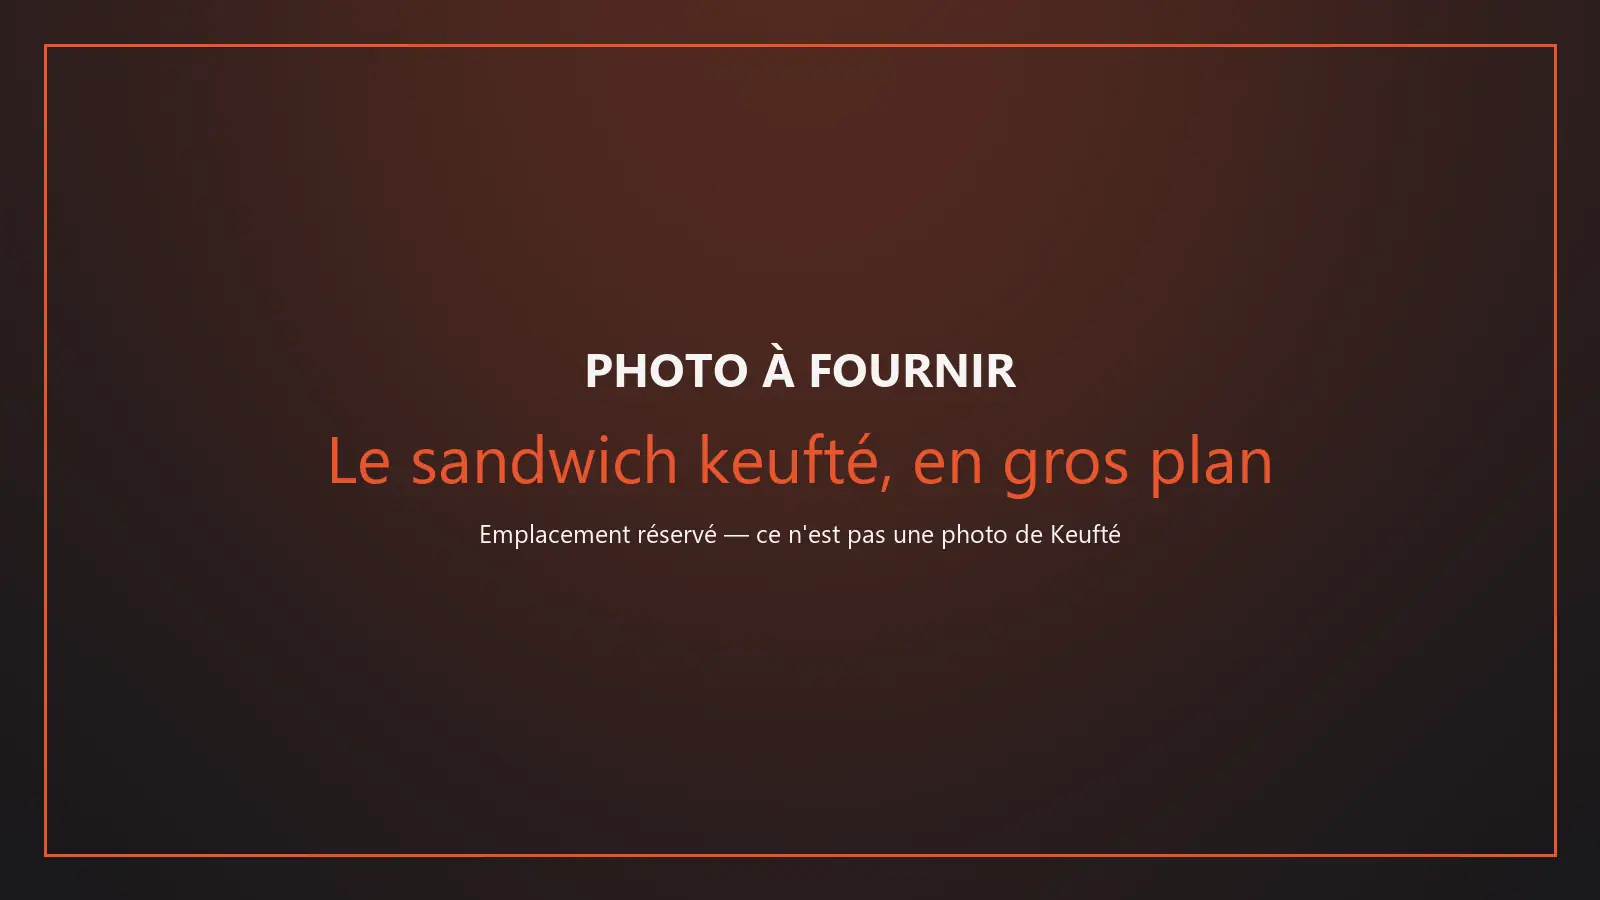 PHOTO À FOURNIR
Le sandwich keufté, en gros plan
Emplacement réservé — ce n'est pas une photo de Keufté